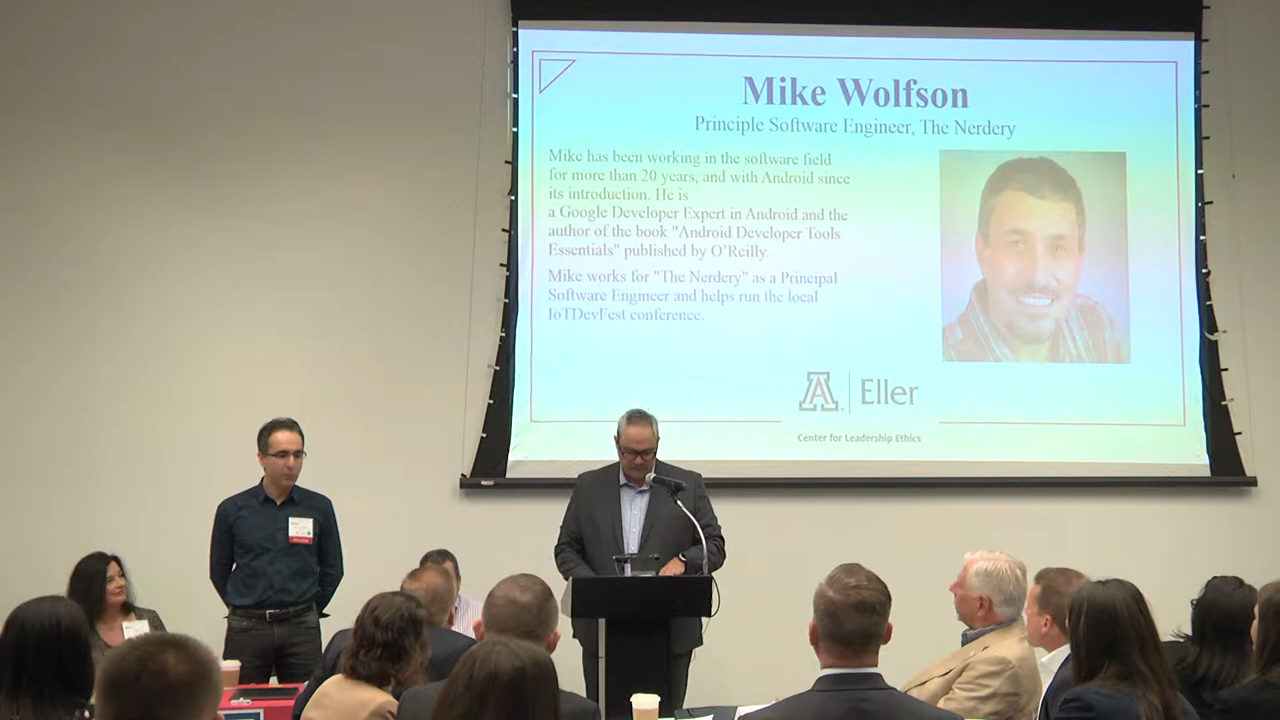 Mike Wolfson
Principle Software Engineer, The Nerdery
Mike has been working in the software field
for more than 20 years, and with Android since
its introduction. He is
a Google Developer Expert in Android and the
author of the book "Android Developer Tools
Essentials" published by O'Reilly.
Mike works for "The Nerdery" as a Principal
Software Engineer and helps run the local
IoTDevFest conference.
A Eller
Center for Leadership Ethics